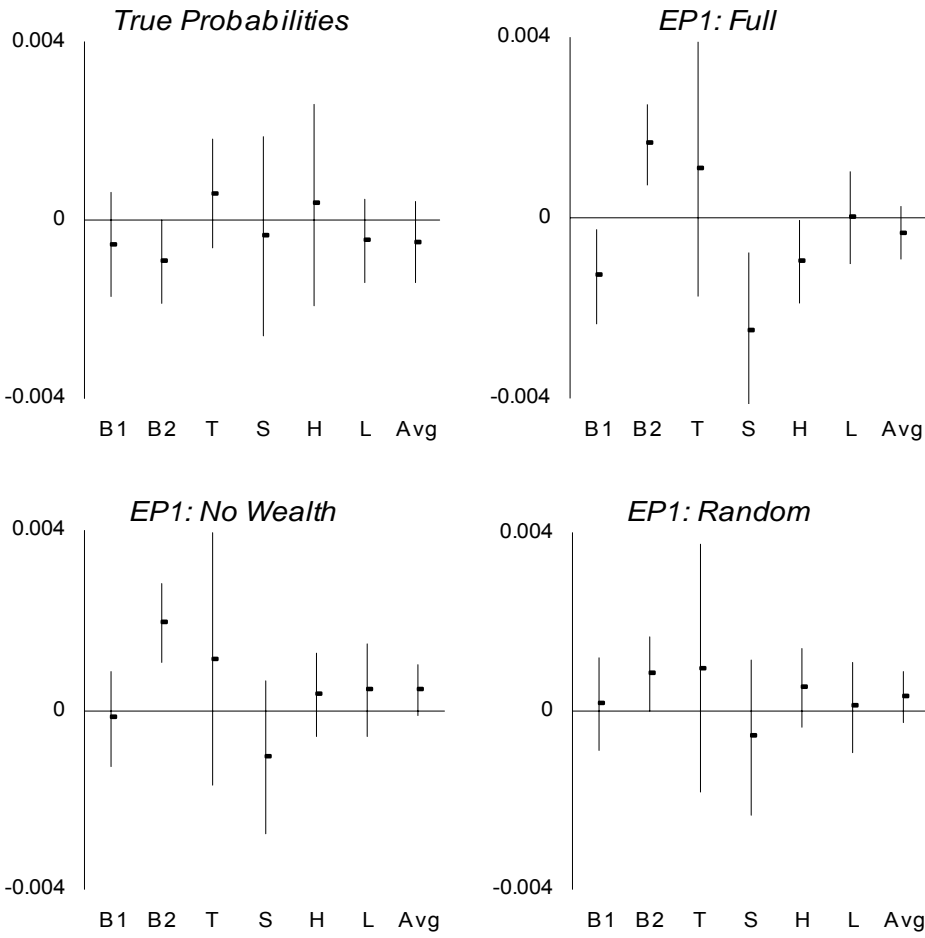 True Probabilities
0.004
0
-0.004
B1 B2 T S H L Avg
EP1: Full
0.004
0
-0.004
B1 B2 T S H L Avg
EP1: No Wealth
0.004
0
-0.004
B1 B2 T S H L Avg
EP1: Random
0.004
0
-0.004
B1 B2 T S H L Avg